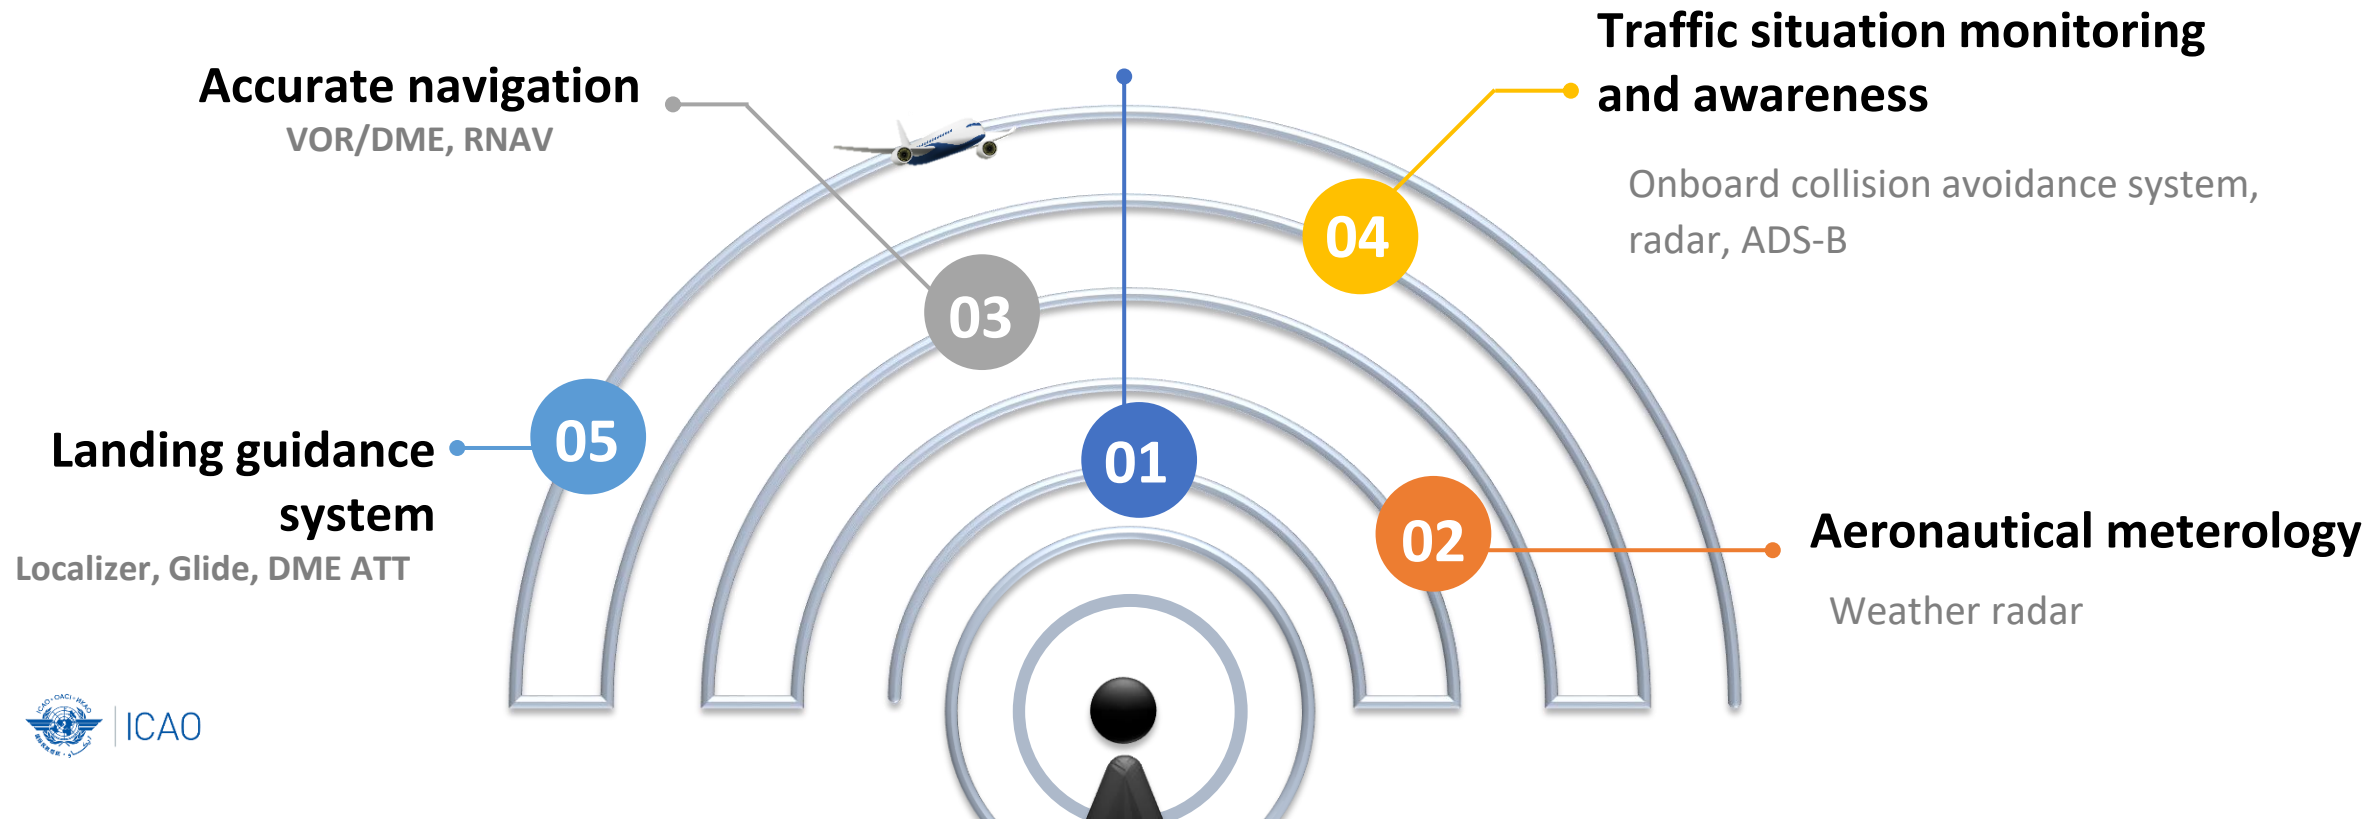 Traffic situation monitoring
and awareness
Onboard collision avoidance system,
radar, ADS-B
Accurate navigation
VOR/DME, RNAV
04
03
05
01
02
Landing guidance
system
Localizer, Glide, DME ATT
Aeronautical meterology
Weather radar
ICAO